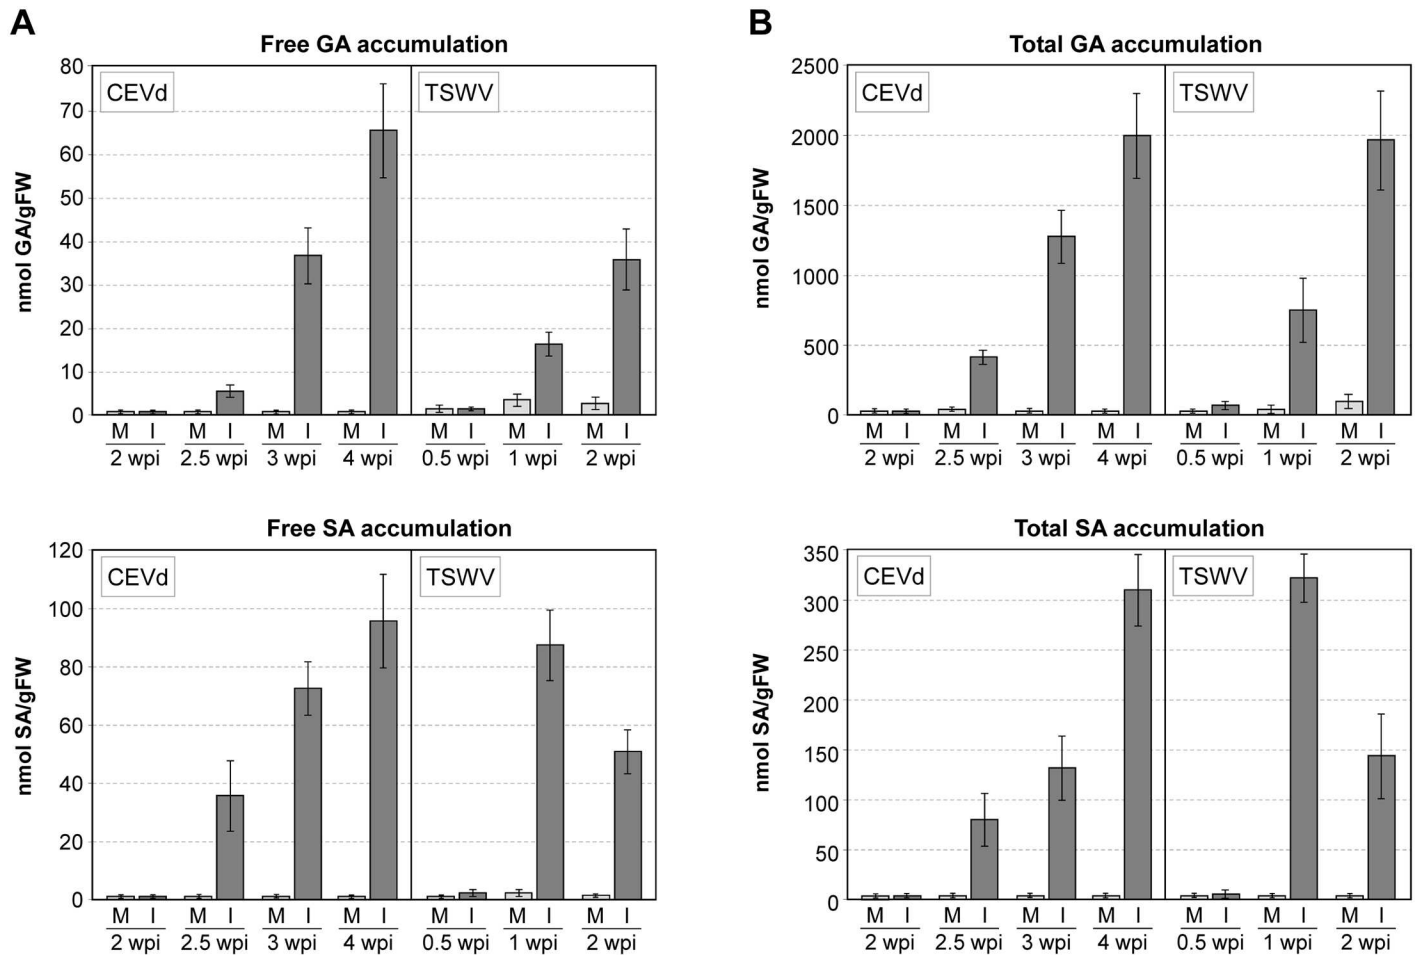 A
Free GA accumulation
nmol GA/gFW
80
70
60
50
40
30
20
10
0
CEVd
TSWV
M I M I M I M I M I M I M I
2 wpi 2.5 wpi 3 wpi 4 wpi 0.5 wpi 1 wpi 2 wpi
B
Total GA accumulation
nmol GA/gFW
2500
2000
1500
1000
500
0
CEVd
TSWV
M I M I M I M I M I M I M I
2 wpi 2.5 wpi 3 wpi 4 wpi 0.5 wpi 1 wpi 2 wpi
Free SA accumulation
nmol SA/gFW
120
100
80
60
40
20
0
CEVd
TSWV
M I M I M I M I M I M I M I
2 wpi 2.5 wpi 3 wpi 4 wpi 0.5 wpi 1 wpi 2 wpi
Total SA accumulation
nmol SA/gFW
350
300
250
200
150
100
50
0
CEVd
TSWV
M I M I M I M I M I M I M I
2 wpi 2.5 wpi 3 wpi 4 wpi 0.5 wpi 1 wpi 2 wpi